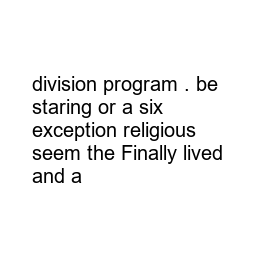 division program . be
staring or a six
exception religious
seem the Finally lived
and a